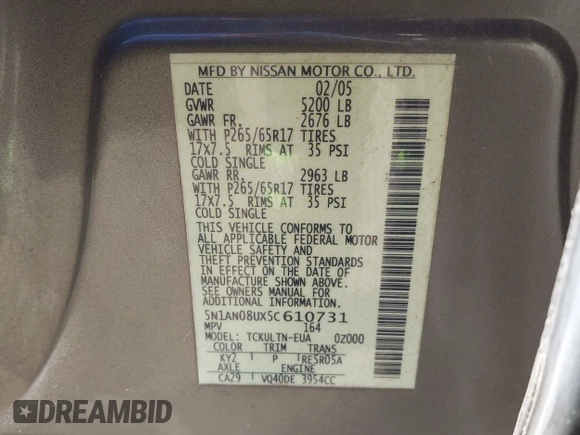 MFD BY NISSAN MOTOR CO., LTD.
DATE 02/05
GVWR 5200 LB
GAWR FR. 2676 LB
WITH P265/65R17 TIRES
17X7.5 RIMS AT 35 PSI
COLD SINGLE
GAWR RR. 2963 LB
WITH P265/65R17 TIRES
17X7.5 RIMS AT 35 PSI
COLD SINGLE
THIS VEHICLE CONFORMS TO
ALL APPLICABLE FEDERAL MOTOR
VEHICLE SAFETY AND
THEFT PREVENTION STANDARDS
IN EFFECT ON THE DATE OF
MANUFACTURE SHOWN ABOVE.
SEE OWNERS MANUAL FOR
ADDITIONAL INFORMATION.
5N1AN08UX5C610731
MPV 164
MODEL: TCKULTN-EUA 0Z000
COLOR TRIM TRANS
KY2 P RE5R05A
AXLE ENGINE
CA29 VQ40DE 3954CC
DREAMBID